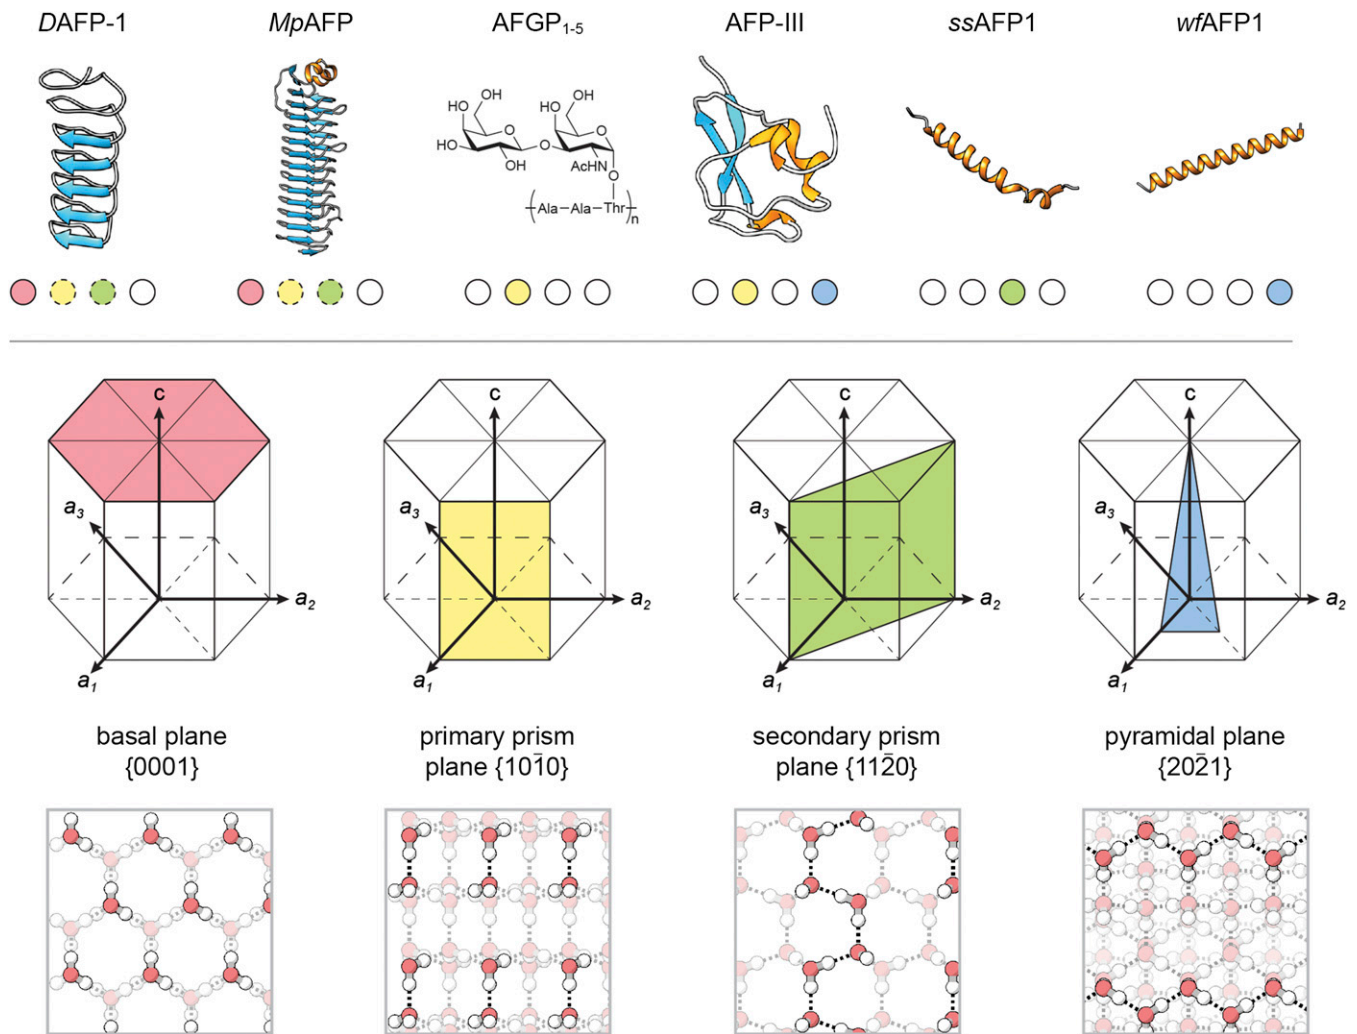 DAFP-1 MpAFP AFGP₁₋₅ AFP-III ssAFP1 wfAFP1
OH
HO
OH OH
HO
O
HO O
HO
O
OH
AcHN
O
(Ala—Ala—Thr)n
c c c c
a₃ a₃ a₃ a₃
a₂ a₂ a₂ a₂
a₁ a₁ a₁ a₁
basal plane primary prism secondary prism pyramidal plane
{0001} plane {101̄0} plane {112̄0} {202̄1}